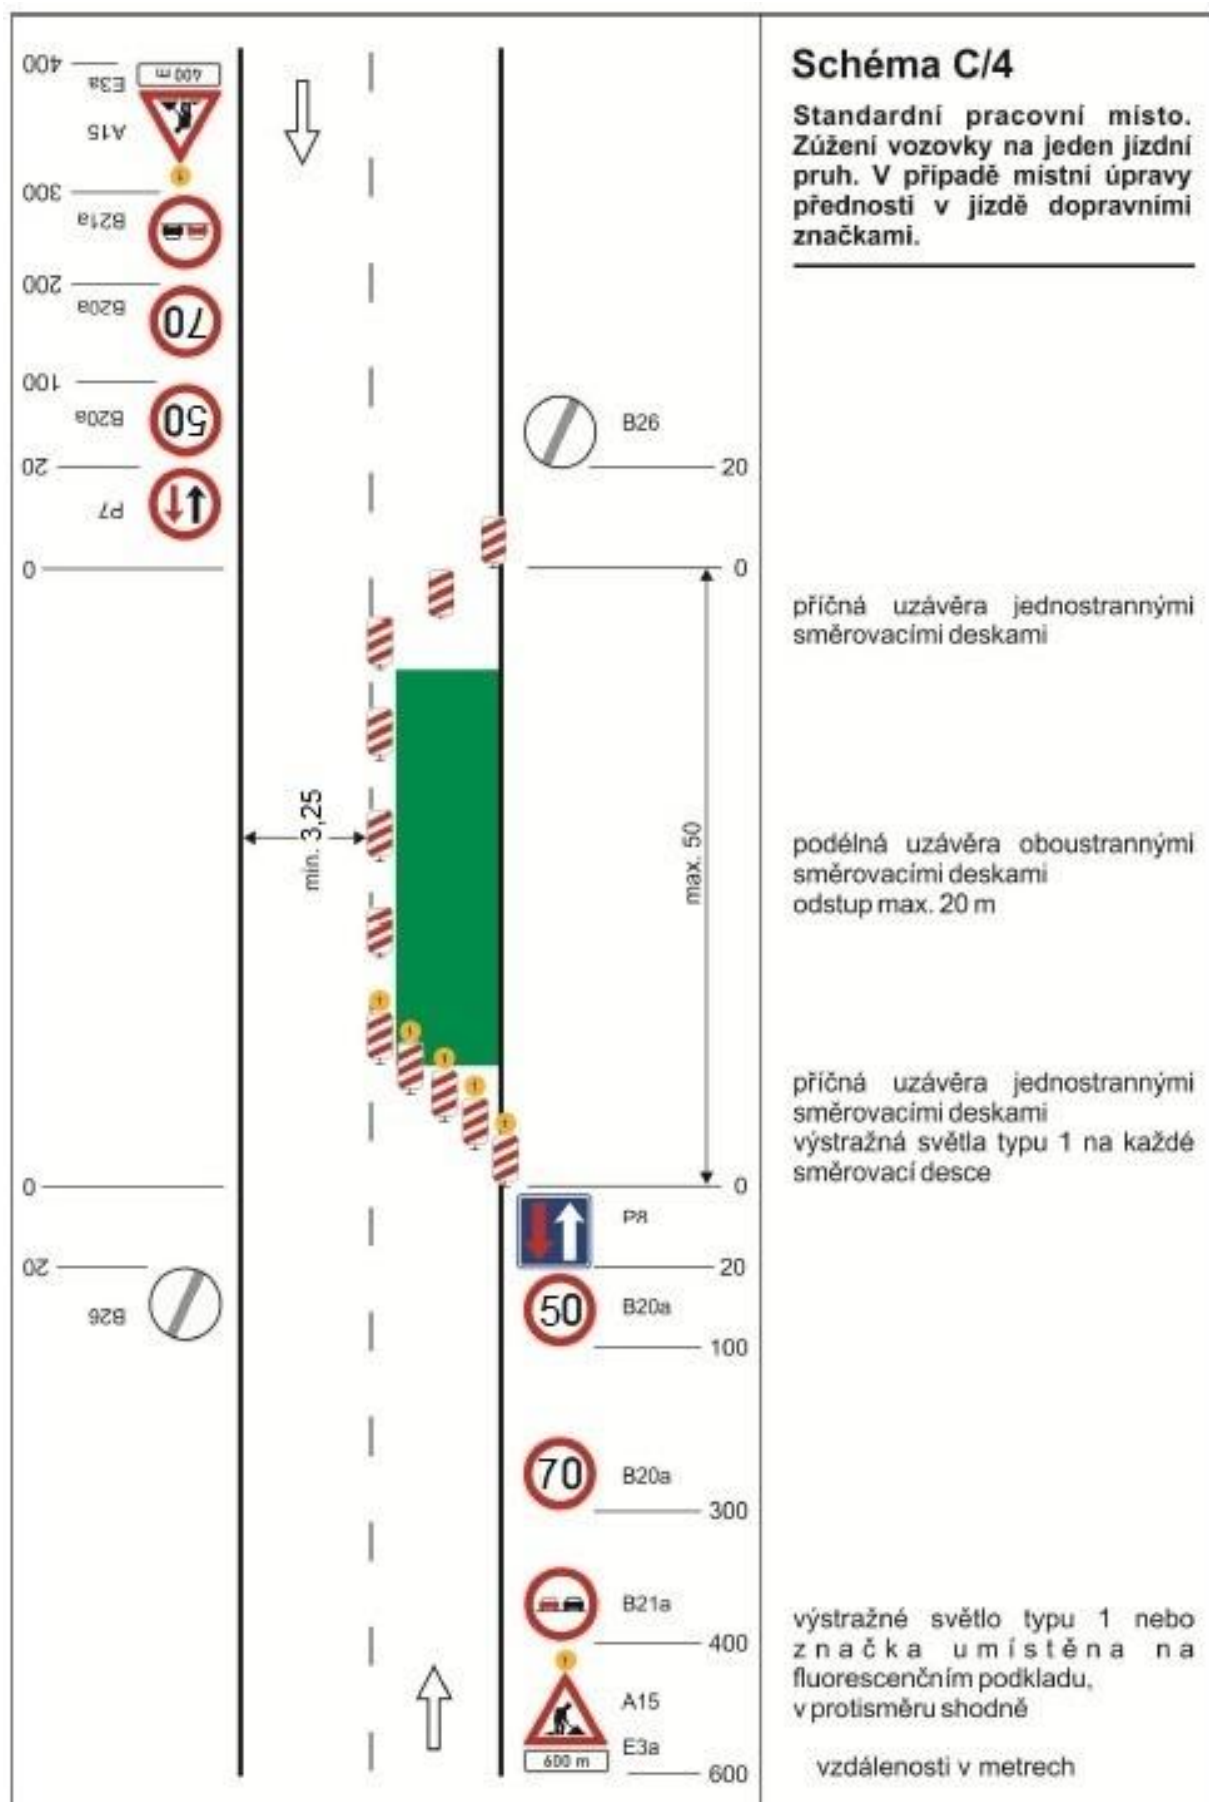 Schéma C/4
Standardní pracovní místo.
Zúžení vozovky na jeden jízdní
pruh. V případě místní úpravy
přednosti v jízdě dopravními
značkami.
400
400 m
E3a
A15
300
B21a
200
70
B20a
100
50
B20a
20
P7
0
B26
20
0
příčná uzávěra jednostrannými
směrovacími deskami
min. 3,25
max. 50
podélná uzávěra oboustrannými
směrovacími deskami
odstup max. 20 m
příčná uzávěra jednostrannými
směrovacími deskami
výstražná světla typu 1 na každé
směrovací desce
0
20
B26
0
P8
20
50 B20a
100
70 B20a
300
B21a
400
A15
E3a
600 m
600
výstražné světlo typu 1 nebo
značka umístěna na
fluorescenčním podkladu,
v protisměru shodně
vzdálenosti v metrech